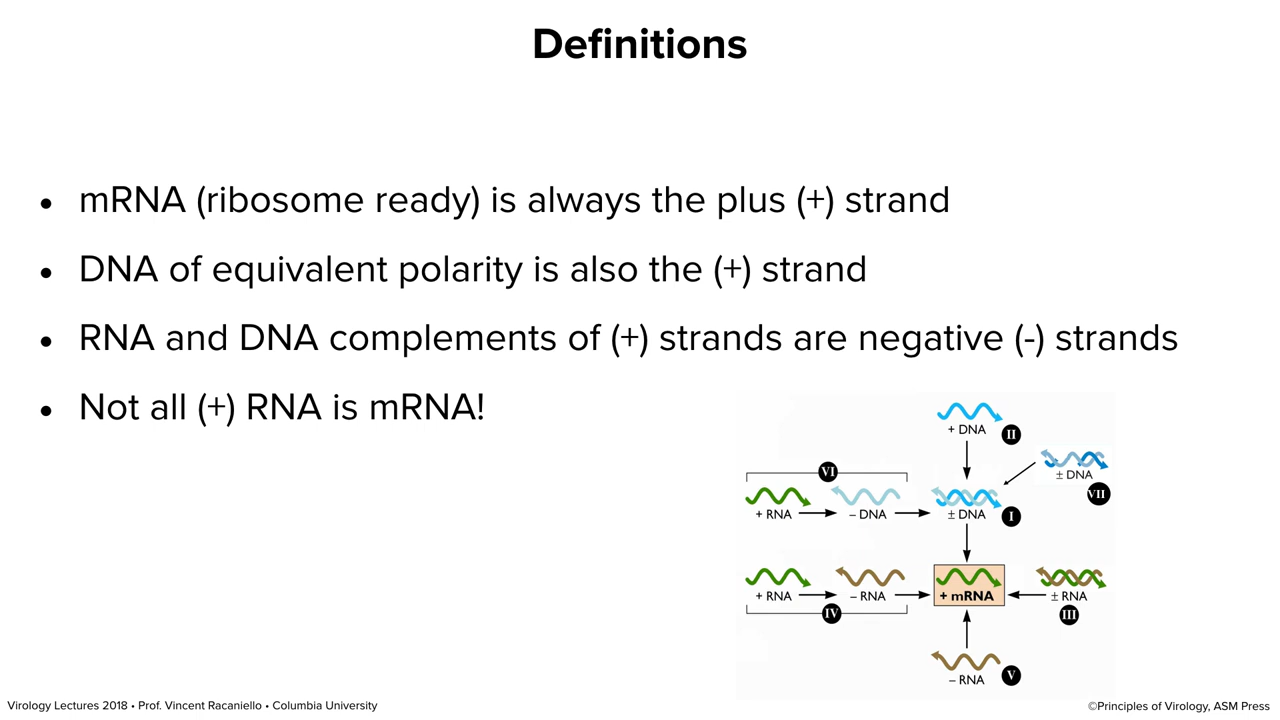 Definitions
• mRNA (ribosome ready) is always the plus (+) strand
• DNA of equivalent polarity is also the (+) strand
• RNA and DNA complements of (+) strands are negative (-) strands
• Not all (+) RNA is mRNA!
+ DNA
II
± DNA
VII
VI
+ RNA
– DNA
± DNA
I
+ RNA
– RNA
IV
+ mRNA
± RNA
III
– RNA
V
Virology Lectures 2018 • Prof. Vincent Racaniello • Columbia University
©Principles of Virology, ASM Press